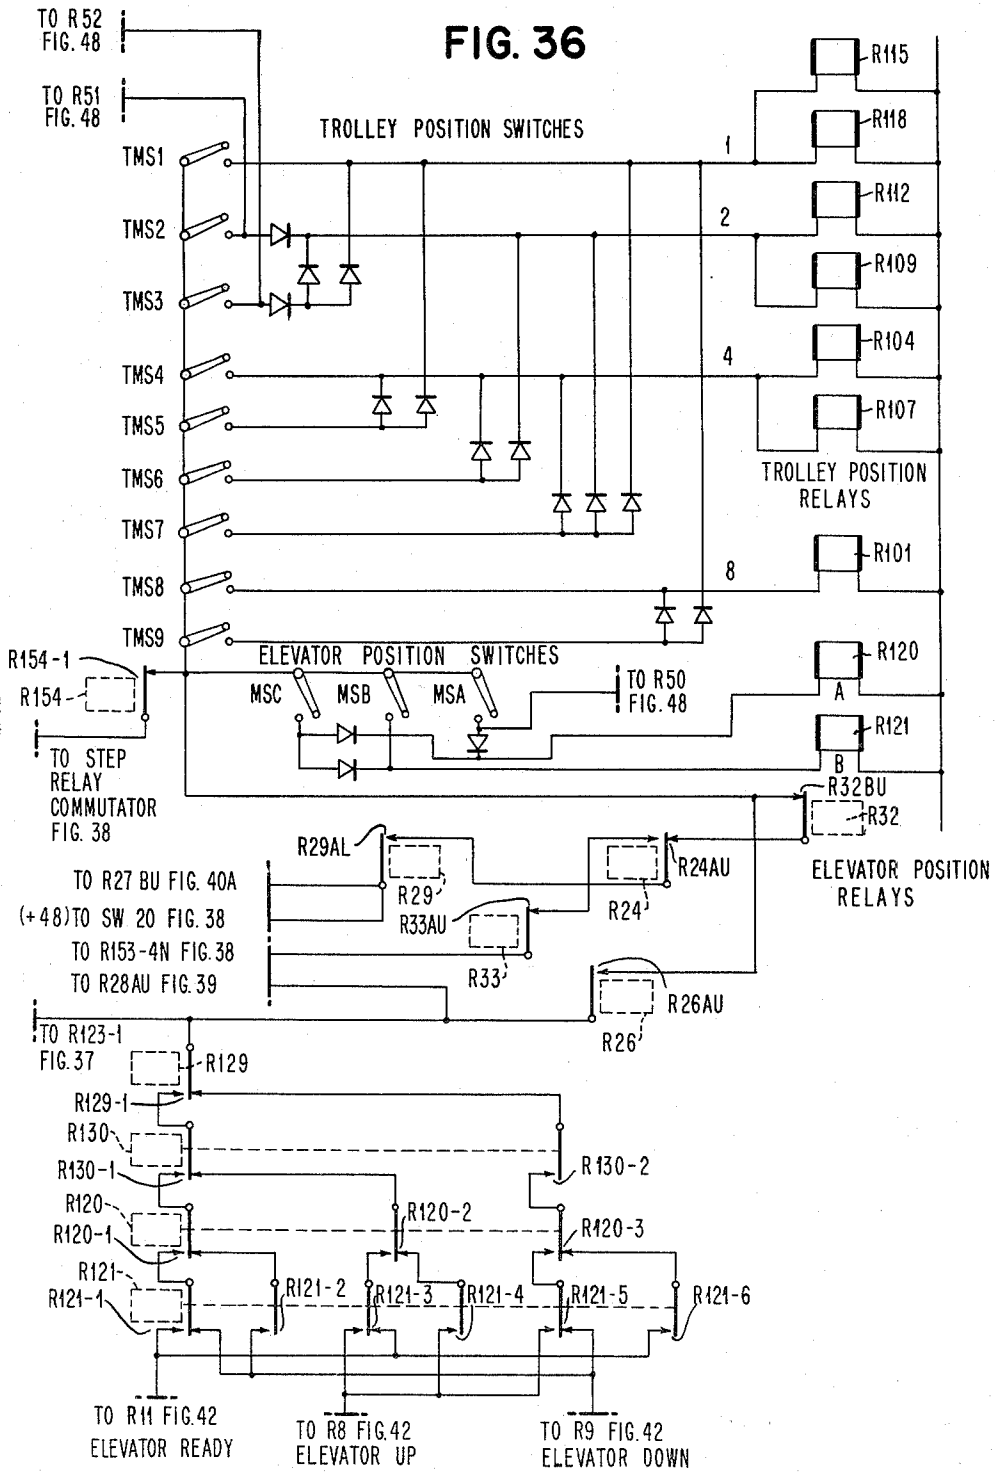 FIG. 36
TO R52
FIG. 48
TO R51
FIG. 48
TROLLEY POSITION SWITCHES
R115
R118
TMS1
1
R112
TMS2
2
R109
TMS3
R104
TMS4
4
R107
TMS5
TROLLEY POSITION
RELAYS
TMS6
TMS7
R101
TMS8
8
TMS9
ELEVATOR POSITION SWITCHES
R120
A
R154-1
R154
MSC
MSB
MSA
TO R50
FIG. 48
R121
B
TO STEP
RELAY
COMMUTATOR
FIG. 38
R32BU
R32
R29AL
R29
R24
R24AU
ELEVATOR POSITION
RELAYS
TO R27 BU FIG. 40A
(+48) TO SW 20 FIG. 38
R33AU
TO R153-4N FIG. 38
R33
TO R28AU FIG. 39
R26AU
R26
TO R123-1
FIG. 37
R129
R129-1
R130
R130-1
R130-2
R120
R120-1
R120-2
R120-3
R121
R121-1
R121-2
R121-3
R121-4
R121-5
R121-6
TO R11 FIG. 42
ELEVATOR READY
TO R8 FIG. 42
ELEVATOR UP
TO R9 FIG. 42
ELEVATOR DOWN